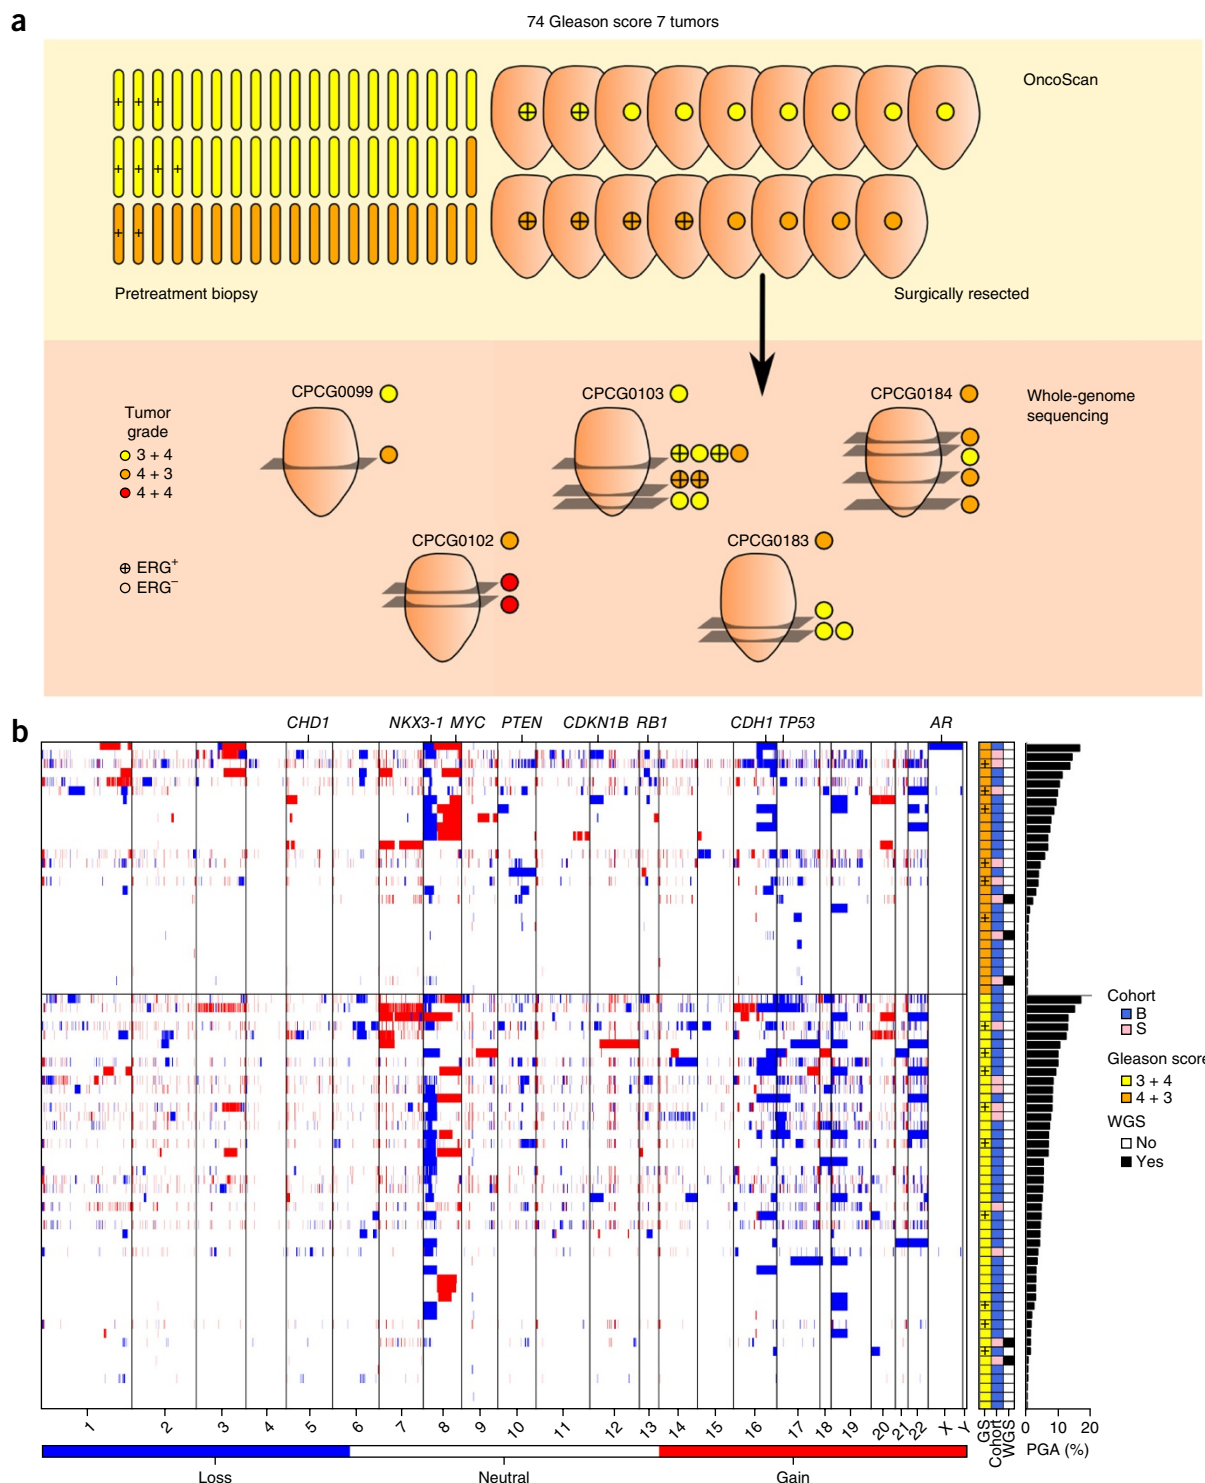 a
74 Gleason score 7 tumors
OncoScan
Pretreatment biopsy
Surgically resected
CPCG0099
CPCG0103
CPCG0184
Whole-genome
sequencing
Tumor
grade
3 + 4
4 + 3
4 + 4
CPCG0102
CPCG0183
ERG+
ERG−
b
CHD1 NKX3-1 MYC PTEN CDKN1B RB1 CDH1 TP53 AR
Cohort
B
S
Gleason score
3 + 4
4 + 3
WGS
No
Yes
1 2 3 4 5 6 7 8 9 10 11 12 13 14 15 16 17 18 19 20 21 22 X Y
GS
Cohort
WGS
0 10 20
PGA (%)
Loss Neutral Gain